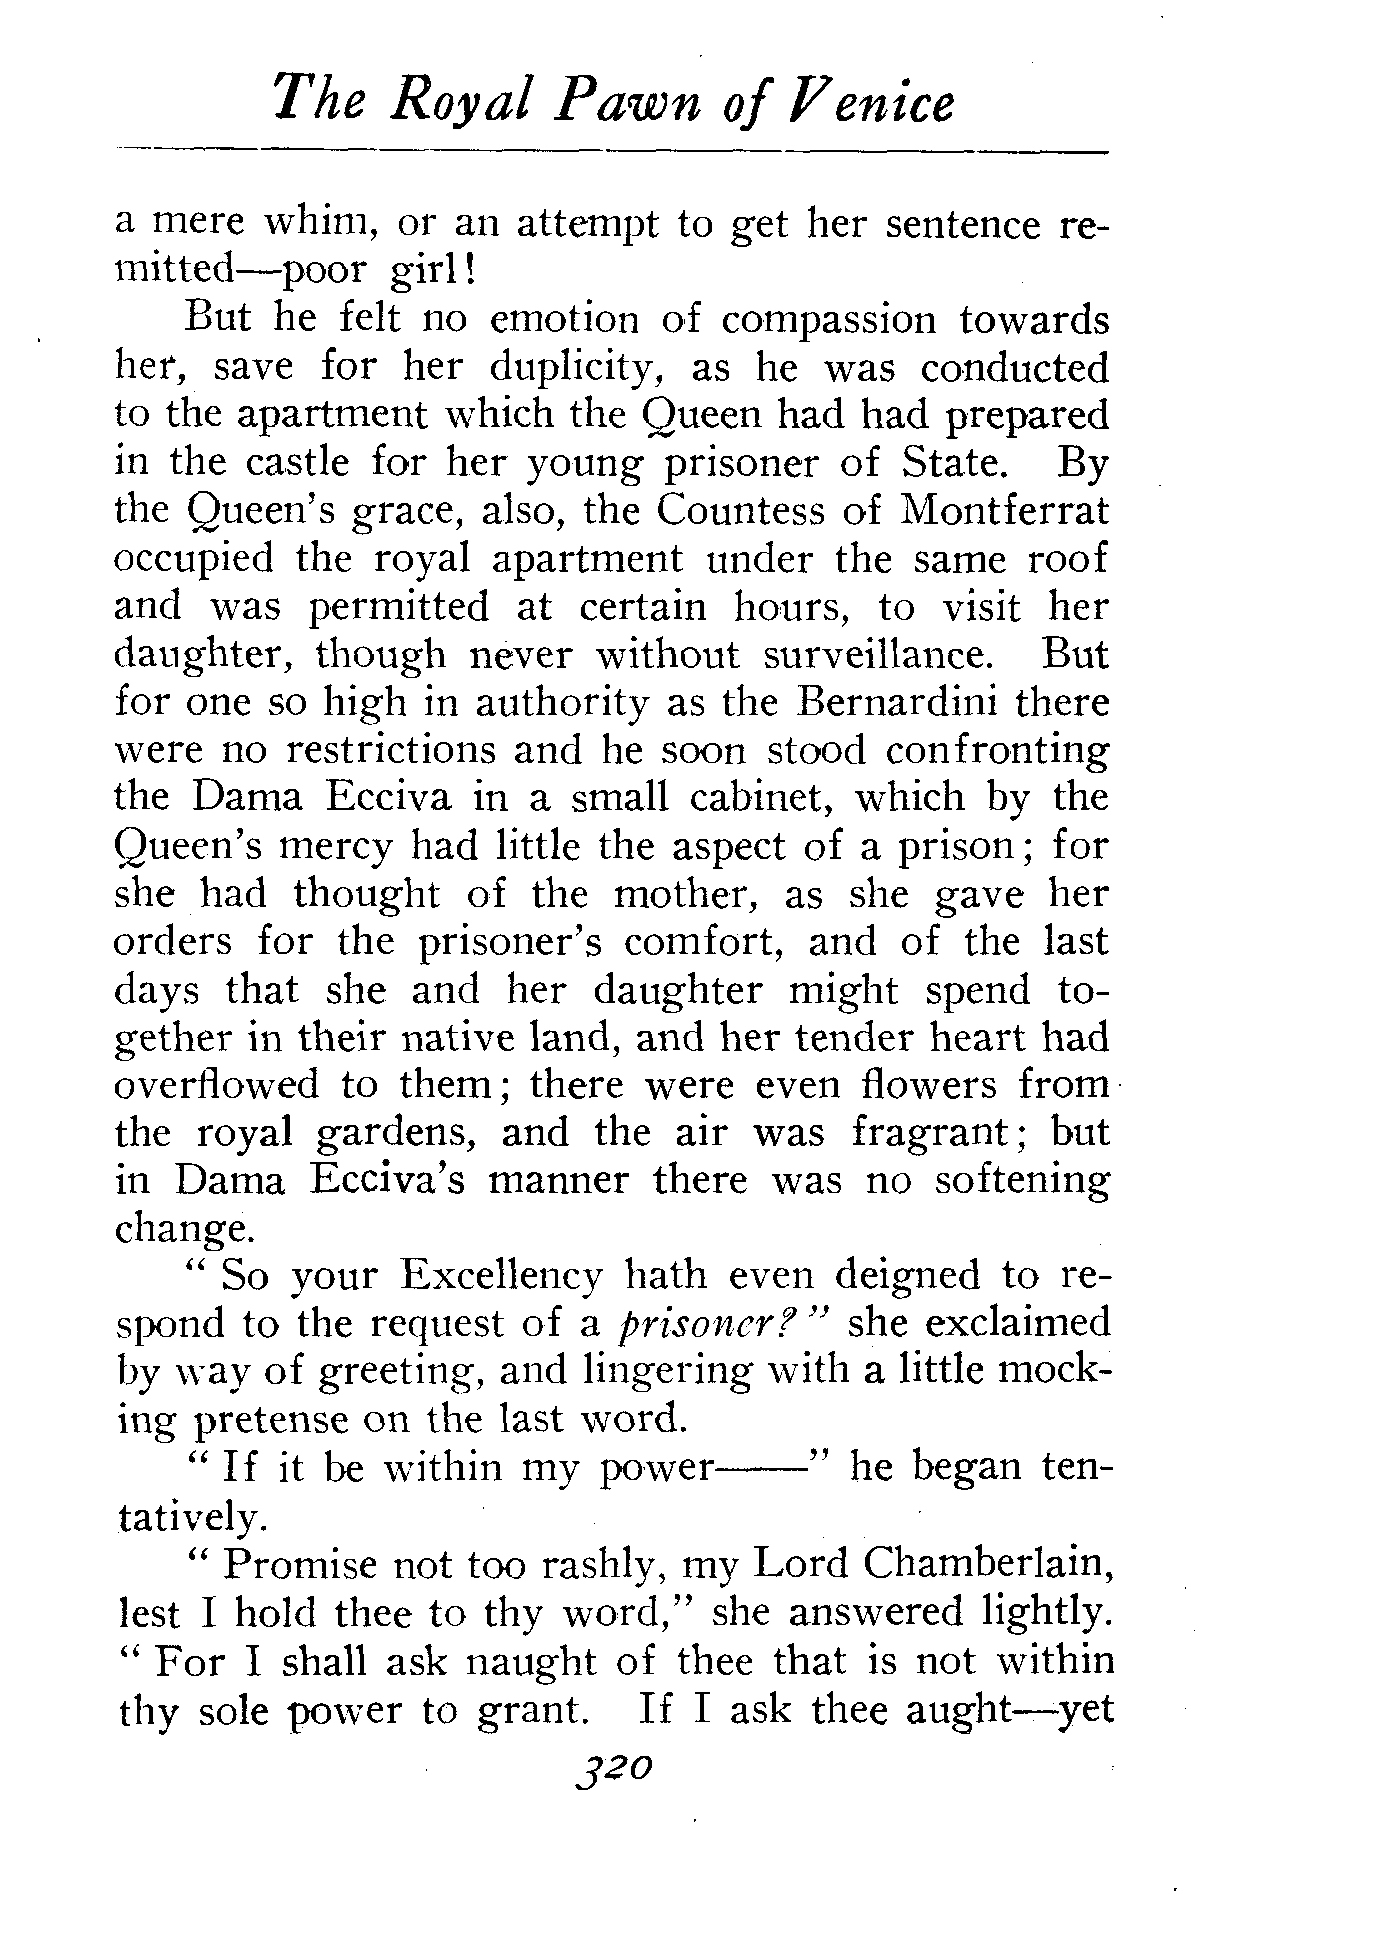 The Royal Pawn of Venice
a mere whim, or an attempt to get her sentence re-
mitted—poor girl!
But he felt no emotion of compassion towards
her, save for her duplicity, as he was conducted
to the apartment which the Queen had had prepared
in the castle for her young prisoner of State. By
the Queen's grace, also, the Countess of Montferrat
occupied the royal apartment under the same roof
and was permitted at certain hours, to visit her
daughter, though never without surveillance. But
for one so high in authority as the Bernardini there
were no restrictions and he soon stood confronting
the Dama Ecciva in a small cabinet, which by the
Queen's mercy had little the aspect of a prison; for
she had thought of the mother, as she gave her
orders for the prisoner's comfort, and of the last
days that she and her daughter might spend to-
gether in their native land, and her tender heart had
overflowed to them; there were even flowers from
the royal gardens, and the air was fragrant; but
in Dama Ecciva's manner there was no softening
change.
“ So your Excellency hath even deigned to re-
spond to the request of a prisoner? ” she exclaimed
by way of greeting, and lingering with a little mock-
ing pretense on the last word.
“ If it be within my power——” he began ten-
tatively.
“ Promise not too rashly, my Lord Chamberlain,
lest I hold thee to thy word,” she answered lightly.
“ For I shall ask naught of thee that is not within
thy sole power to grant. If I ask thee aught—yet
320